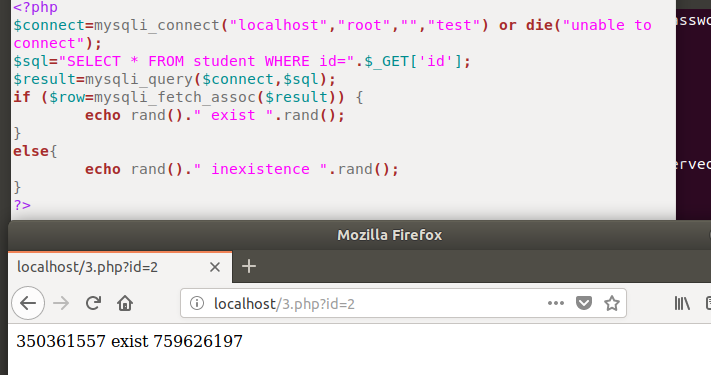 <?php
$connect=mysqli_connect("localhost","root","","test") or die("unable to
connect");
$sql="SELECT * FROM student WHERE id=".$_GET['id'];
$result=mysqli_query($connect,$sql);
if ($row=mysqli_fetch_assoc($result)) {
echo rand()." exist ".rand();
}
else{
echo rand()." inexistence ".rand();
}
?>
Mozilla Firefox
localhost/3.php?id=2
localhost/3.php?id=2
350361557 exist 759626197